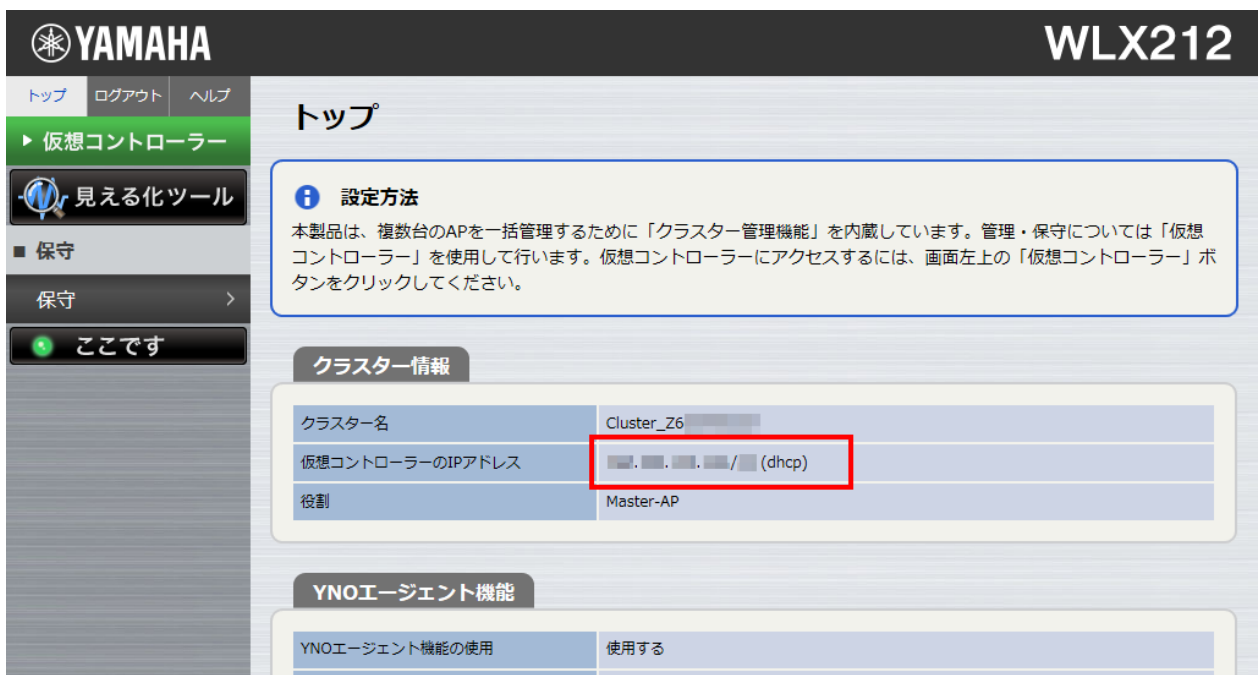 YAMAHA
WLX212
トップ ログアウト ヘルプ
仮想コントローラー
見える化ツール
■ 保守
保守
ここです
トップ
設定方法
本製品は、複数台のAPを一括管理するために「クラスター管理機能」を内蔵しています。管理・保守については「仮想
コントローラー」を使用して行います。仮想コントローラーにアクセスするには、画面左上の「仮想コントローラー」ボ
タンをクリックしてください。
クラスター情報
クラスター名 Cluster_Z6
仮想コントローラーのIPアドレス . . . / (dhcp)
役割 Master-AP
YNOエージェント機能
YNOエージェント機能の使用 使用する